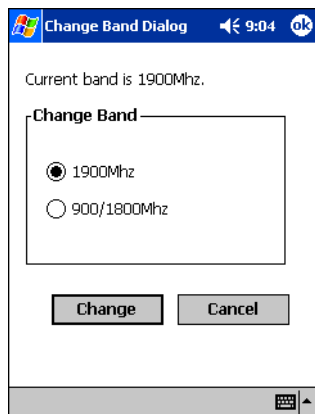 Change Band Dialog 9:04 ok
Current band is 1900Mhz.
Change Band
1900Mhz
900/1800Mhz
Change Cancel